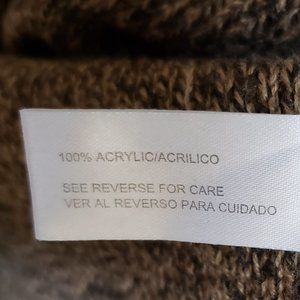 100% ACRYLIC/ACRILICO
SEE REVERSE FOR CARE
VER AL REVERSO PARA CUIDADO